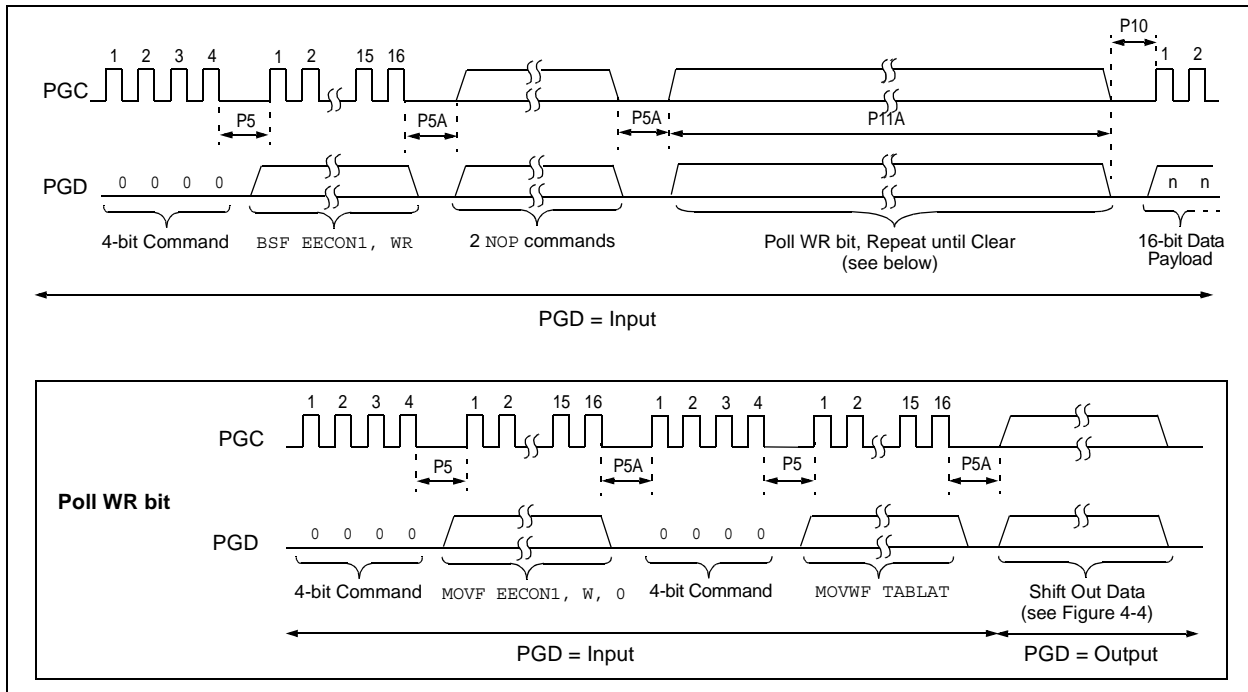 P10
1 2 3 4 1 2 15 16 1 2
PGC
P5 P5A P5A P11A
PGD 0 0 0 0 n n
4-bit Command BSF EECON1, WR 2 NOP commands Poll WR bit, Repeat until Clear 16-bit Data
(see below) Payload
PGD = Input
1 2 3 4 1 2 15 16 1 2 3 4 1 2 15 16
PGC
P5 P5A P5 P5A
Poll WR bit
PGD 0 0 0 0 0 0 0 0
4-bit Command MOVF EECON1, W, 0 4-bit Command MOVWF TABLAT Shift Out Data
(see Figure 4-4)
PGD = Input PGD = Output